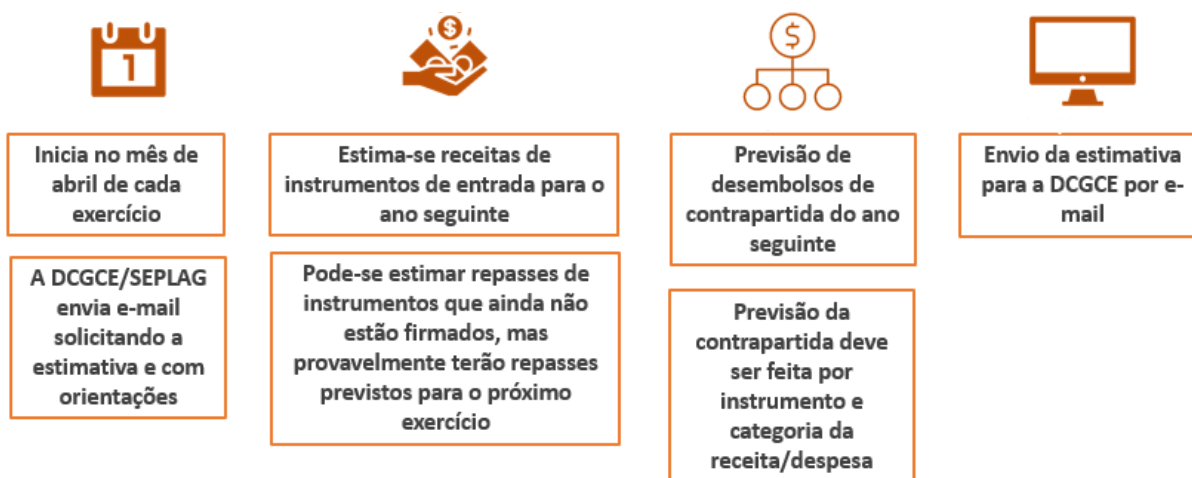 1
$
$
Inicia no mês de
abril de cada
exercício
A DCGCE/SEPLAG
envia e-mail
solicitando a
estimativa e com
orientações
Estima-se receitas de
instrumentos de entrada para o
ano seguinte
Pode-se estimar repasses de
instrumentos que ainda não
estão firmados, mas
provavelmente terão repasses
previstos para o próximo
exercício
Previsão de
desembolsos de
contrapartida do ano
seguinte
Previsão da
contrapartida deve
ser feita por
instrumento e
categoria da
receita/despesa
Envio da estimativa
para a DCGCE por e-
mail